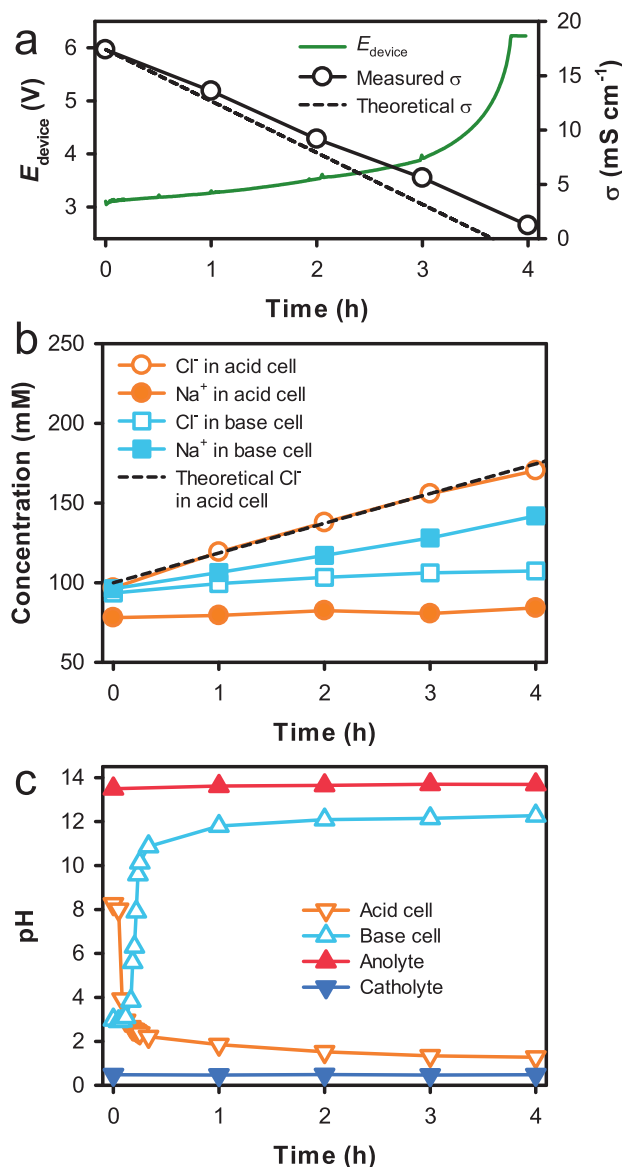 a
E device (V)
6
5
4
3
E device
Measured σ
Theoretical σ
20
15
10
5
0
σ (mS cm⁻¹)
0 1 2 3 4
Time (h)
b
Concentration (mM)
250
200
150
100
50
Cl⁻ in acid cell
Na⁺ in acid cell
Cl⁻ in base cell
Na⁺ in base cell
Theoretical Cl⁻
in acid cell
0 1 2 3 4
Time (h)
c
pH
14
12
10
8
6
4
2
0
Acid cell
Base cell
Anolyte
Catholyte
0 1 2 3 4
Time (h)